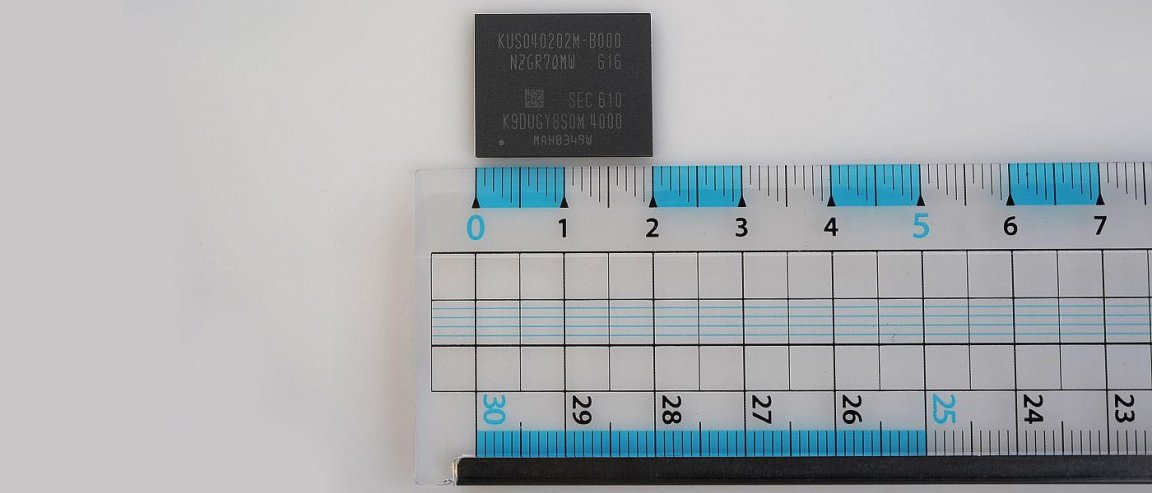 KUS040202M-B000
NZGR7QMW 616
SEC 610
K9DUGY8S0M 4000
MAH0349W
0 1 2 3 4 5 6 7
30 29 28 27 26 25 24 23